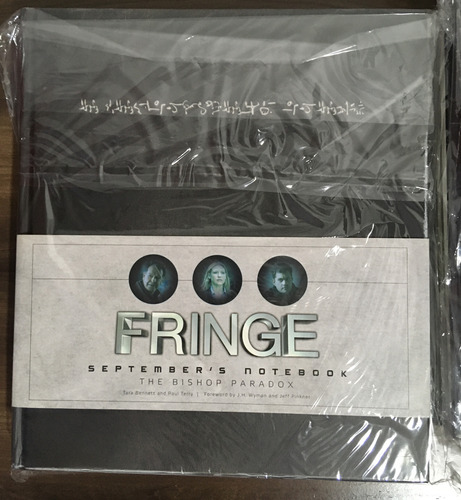 FRINGE
SEPTEMBER'S NOTEBOOK
THE BISHOP PARADOX
Tara Bennett and Paul Terry | Foreword by J.H. Wyman and Jeff Pinkner